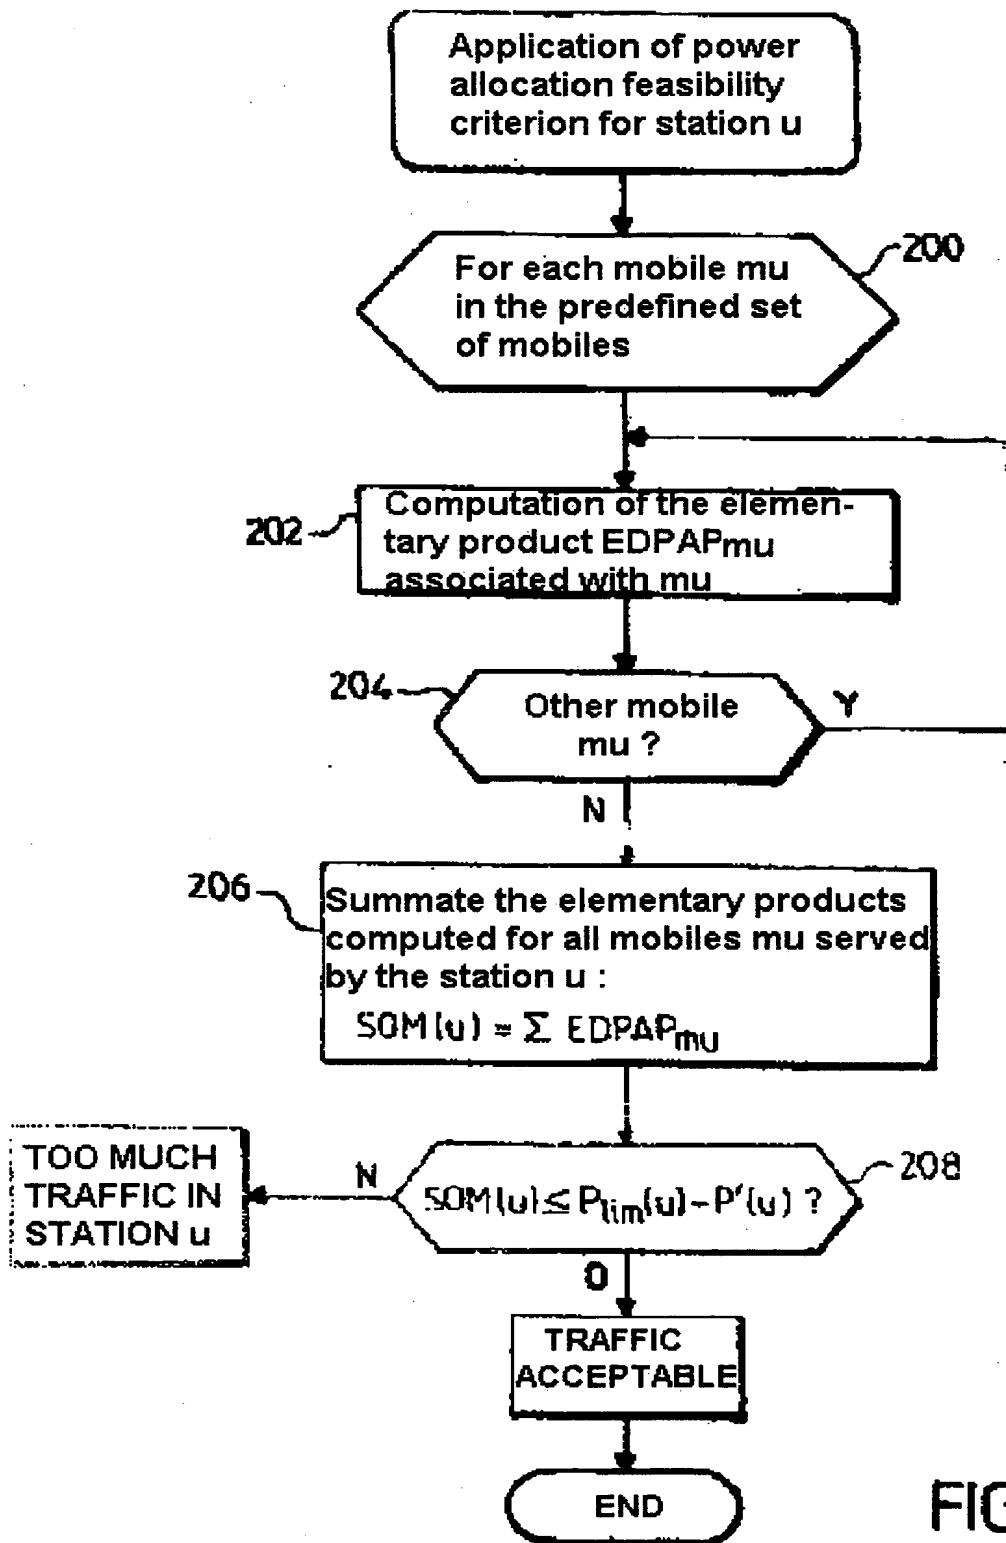 Application of power
allocation feasibility
criterion for station u
200
For each mobile mu
in the predefined set
of mobiles
202
Computation of the elemen-
tary product EDPAPmu
associated with mu
204
Other mobile
mu ?
Y
N
206
Summate the elementary products
computed for all mobiles mu served
by the station u :
SOM(u) = Σ EDPAPmu
TOO MUCH
TRAFFIC IN
STATION u
N
SOM(u) ≤ Plim(u) - P'(u) ?
208
O
TRAFFIC
ACCEPTABLE
END
FIG